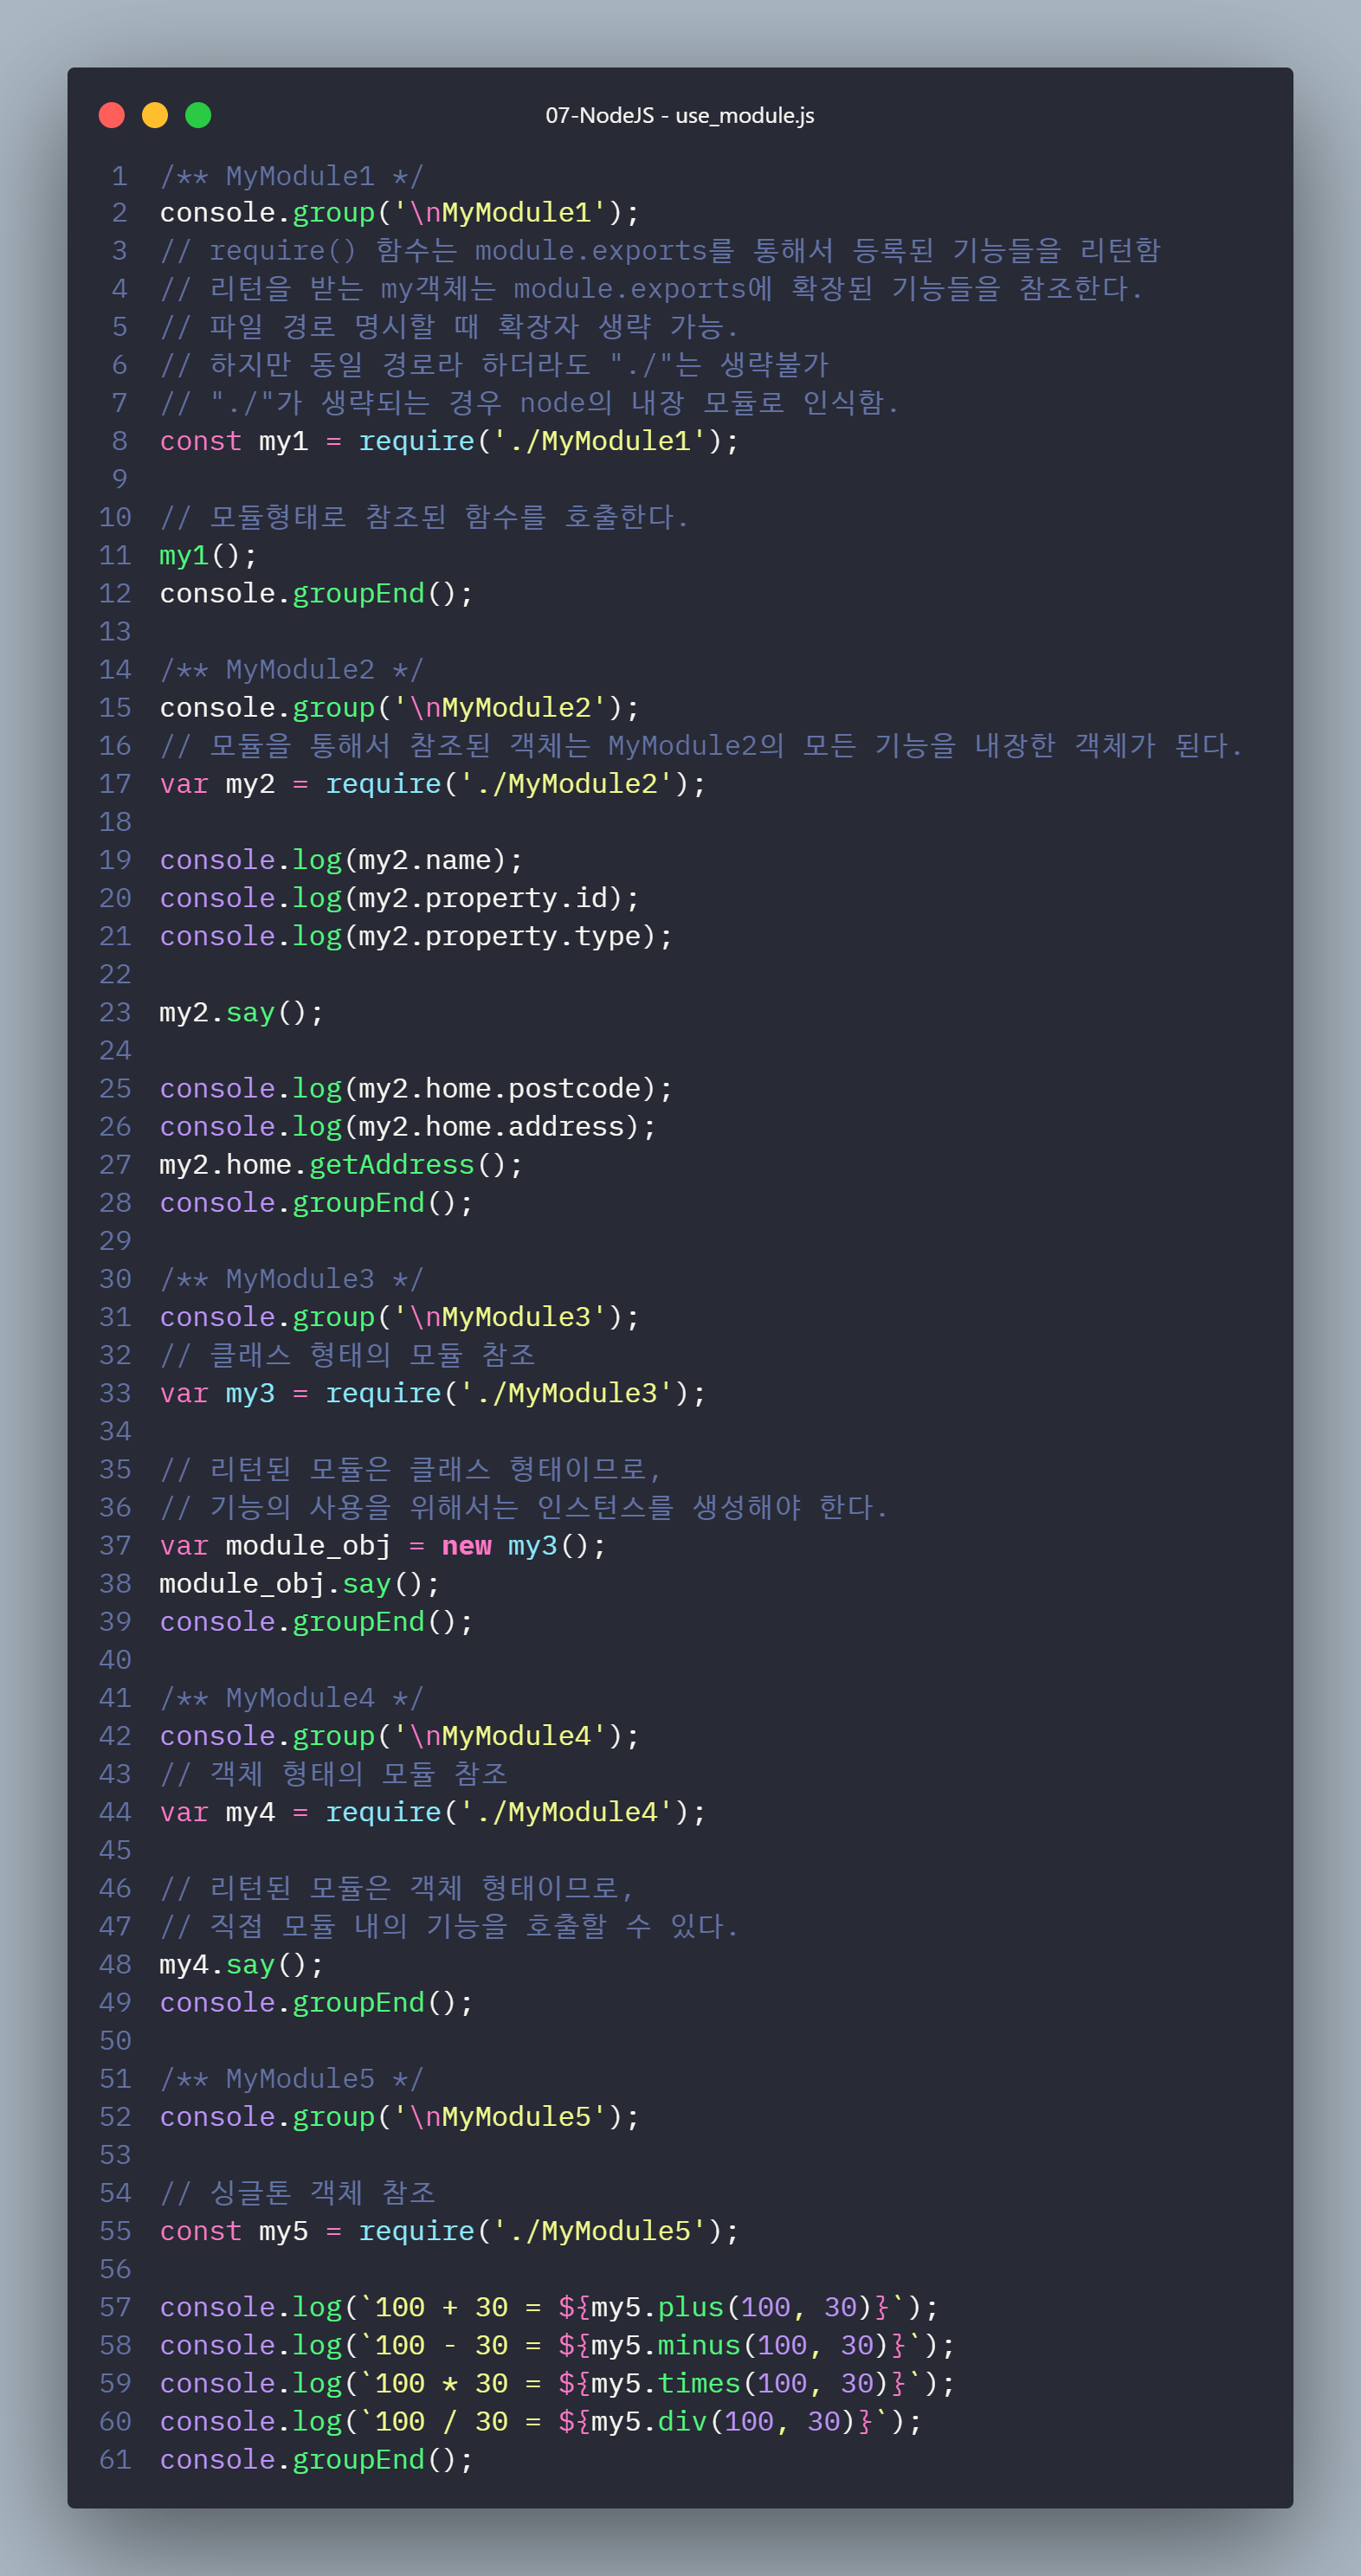 07-NodeJS - use_module.js
1 /** MyModule1 */
2 console.group('\nMyModule1');
3 // require() 함수는 module.exports를 통해서 등록된 기능들을 리턴함
4 // 리턴을 받는 my객체는 module.exports에 확장된 기능들을 참조한다.
5 // 파일 경로 명시할 때 확장자 생략 가능.
6 // 하지만 동일 경로라 하더라도 "./"는 생략불가
7 // "./"가 생략되는 경우 node의 내장 모듈로 인식함.
8 const my1 = require('./MyModule1');
9
10 // 모듈형태로 참조된 함수를 호출한다.
11 my1();
12 console.groupEnd();
13
14 /** MyModule2 */
15 console.group('\nMyModule2');
16 // 모듈을 통해서 참조된 객체는 MyModule2의 모든 기능을 내장한 객체가 된다.
17 var my2 = require('./MyModule2');
18
19 console.log(my2.name);
20 console.log(my2.property.id);
21 console.log(my2.property.type);
22
23 my2.say();
24
25 console.log(my2.home.postcode);
26 console.log(my2.home.address);
27 my2.home.getAddress();
28 console.groupEnd();
29
30 /** MyModule3 */
31 console.group('\nMyModule3');
32 // 클래스 형태의 모듈 참조
33 var my3 = require('./MyModule3');
34
35 // 리턴된 모듈은 클래스 형태이므로,
36 // 기능의 사용을 위해서는 인스턴스를 생성해야 한다.
37 var module_obj = new my3();
38 module_obj.say();
39 console.groupEnd();
40
41 /** MyModule4 */
42 console.group('\nMyModule4');
43 // 객체 형태의 모듈 참조
44 var my4 = require('./MyModule4');
45
46 // 리턴된 모듈은 객체 형태이므로,
47 // 직접 모듈 내의 기능을 호출할 수 있다.
48 my4.say();
49 console.groupEnd();
50
51 /** MyModule5 */
52 console.group('\nMyModule5');
53
54 // 싱글톤 객체 참조
55 const my5 = require('./MyModule5');
56
57 console.log(`100 + 30 = ${my5.plus(100, 30)}`);
58 console.log(`100 - 30 = ${my5.minus(100, 30)}`);
59 console.log(`100 * 30 = ${my5.times(100, 30)}`);
60 console.log(`100 / 30 = ${my5.div(100, 30)}`);
61 console.groupEnd();